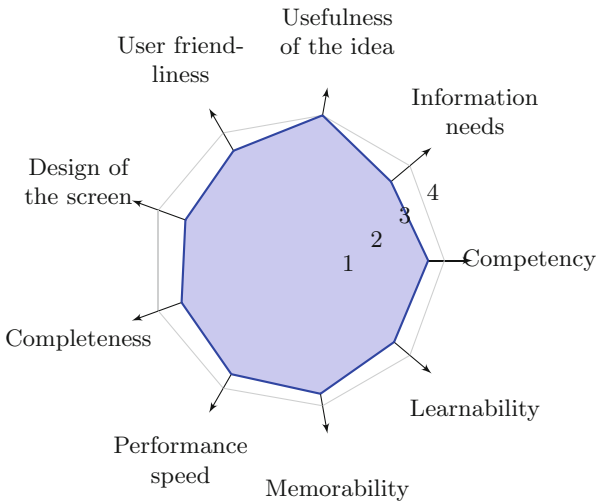 Usefulness
of the idea
User friend-
liness
Information
needs
Design of
the screen
4
3
2
1
Competency
Completeness
Learnability
Performance
speed
Memorability